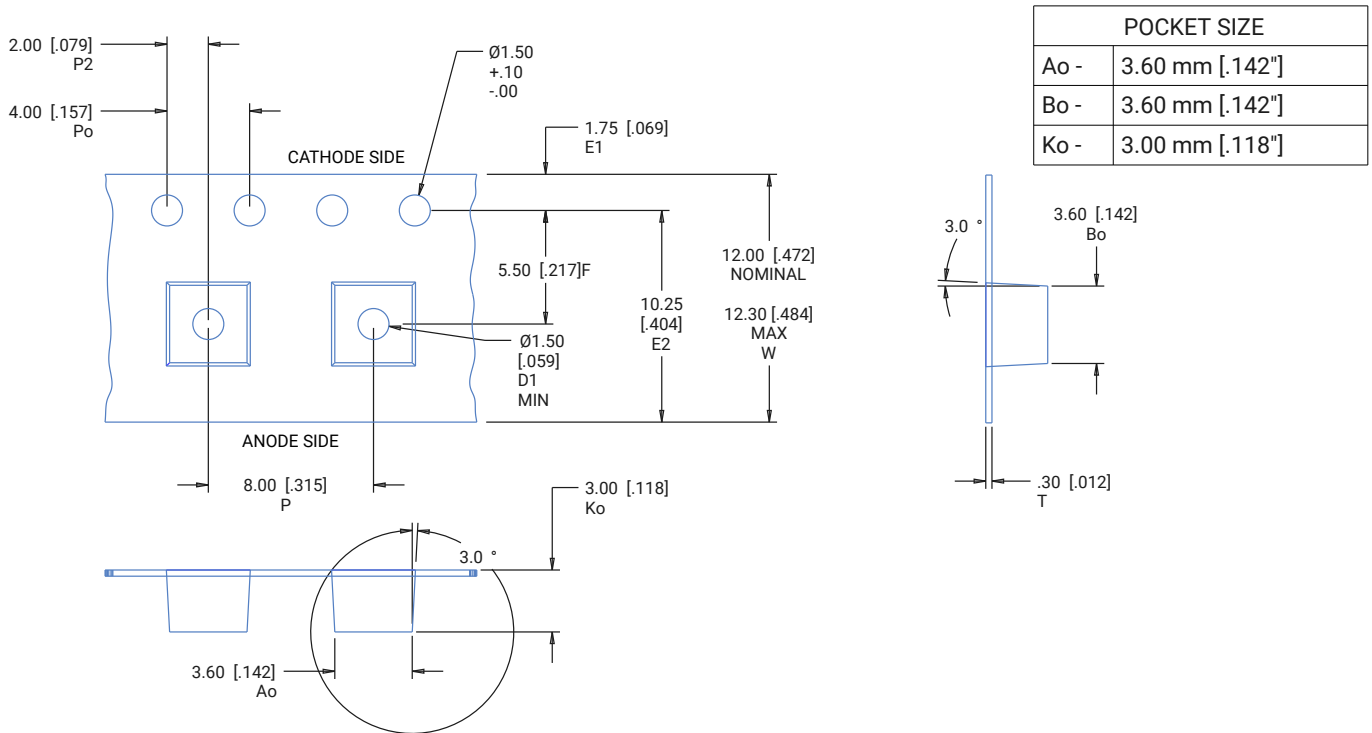 POCKET SIZE
Ao - 3.60 mm [.142"]
Bo - 3.60 mm [.142"]
Ko - 3.00 mm [.118"]
2.00 [.079]
P2
4.00 [.157]
Po
Ø1.50
+.10
-.00
1.75 [.069]
E1
CATHODE SIDE
5.50 [.217]F
10.25
[.404]
E2
12.00 [.472]
NOMINAL
12.30 [.484]
MAX
W
Ø1.50
[.059]
D1
MIN
ANODE SIDE
8.00 [.315]
P
3.0 °
3.60 [.142]
Bo
.30 [.012]
T
3.00 [.118]
Ko
3.0 °
3.60 [.142]
Ao